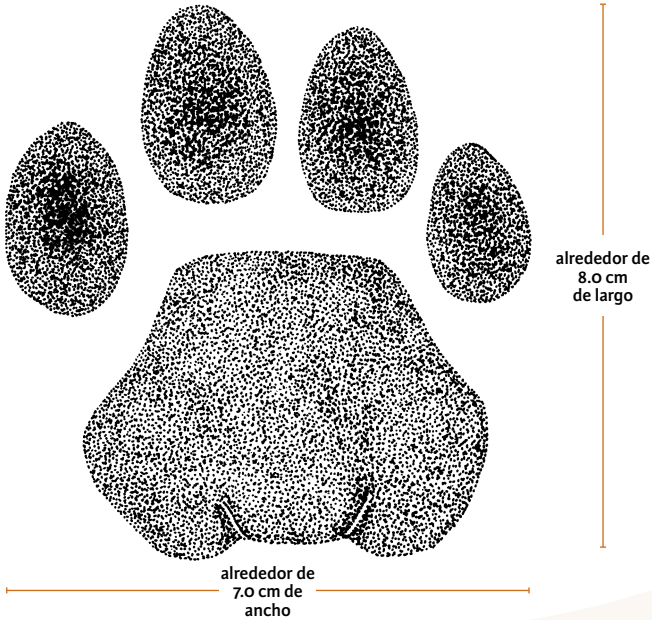 alrededor de
8.0 cm
de largo
alrededor de
7.0 cm de
ancho